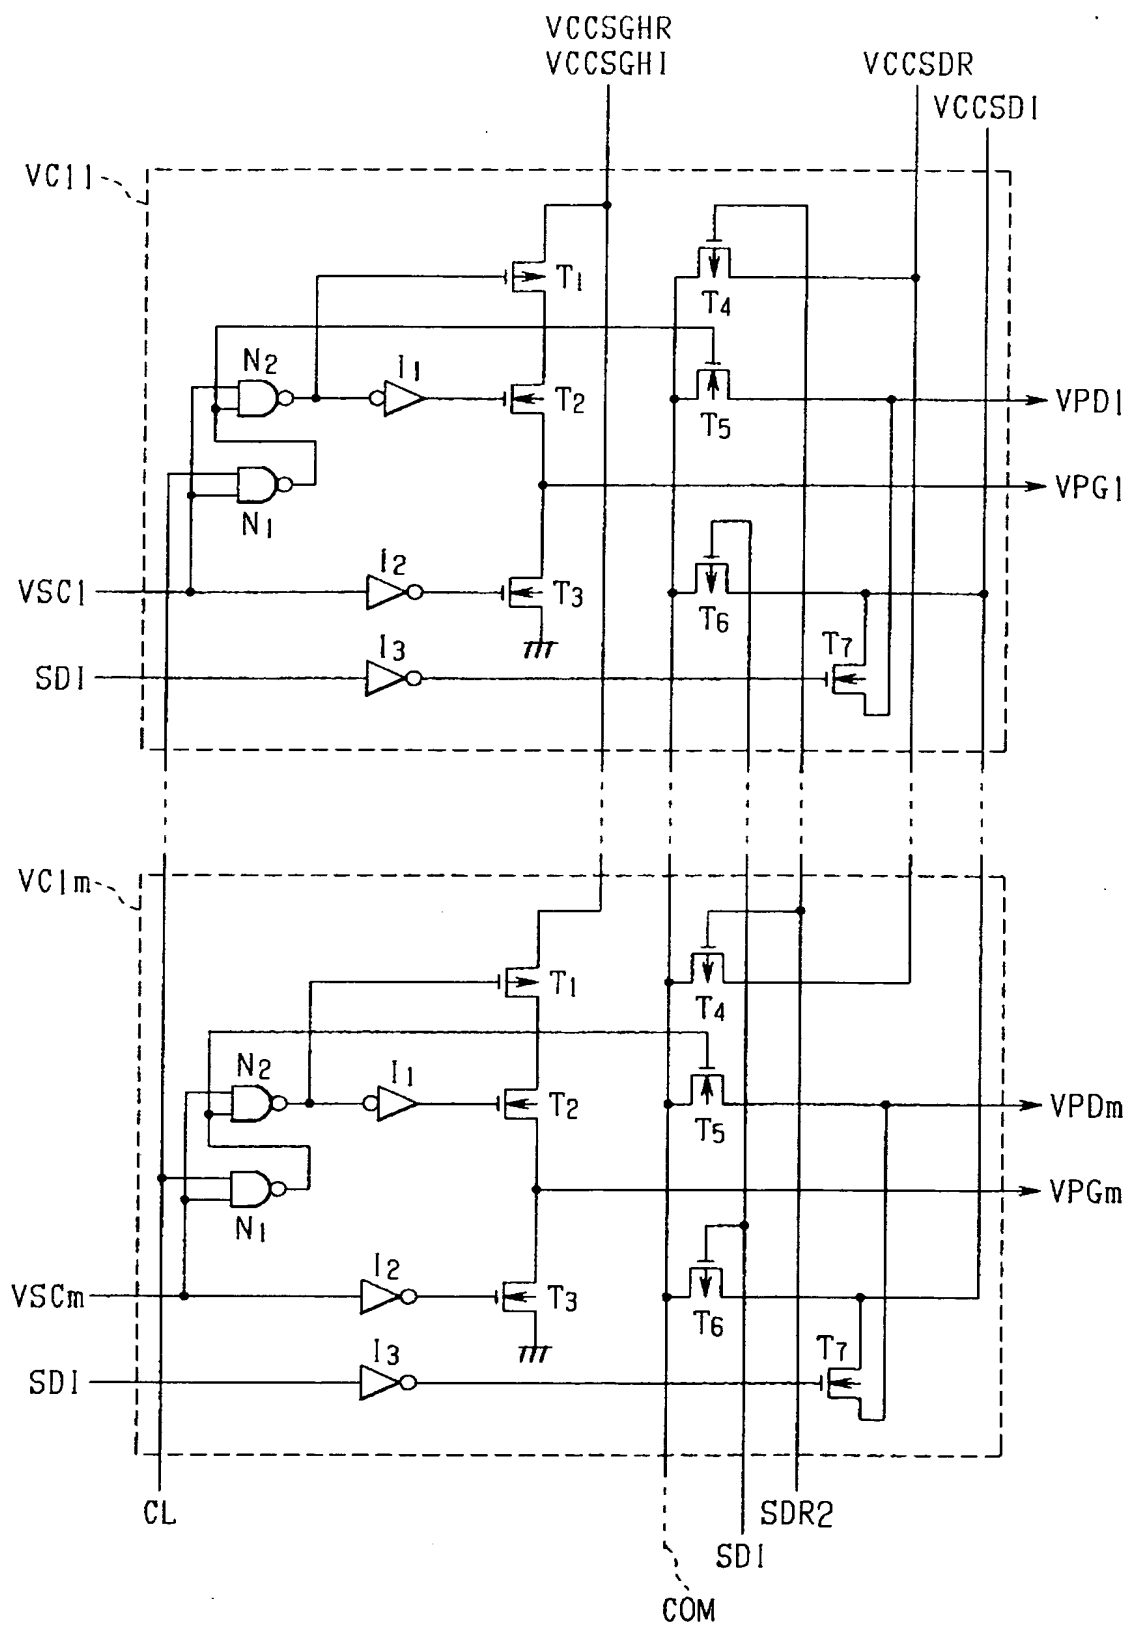 VCCSGHR
VCCSGHI
VCCSDR
VCCSDI
VC11
T1
T4
N2
I1
T2
T5
VPD1
VPG1
N1
VSC1
I2
T3
T6
SDI
I3
T7
VC1m
T1
T4
N2
I1
T2
T5
VPDm
VPGm
N1
VSCm
I2
T3
T6
SDI
I3
T7
CL
SDR2
SDI
COM